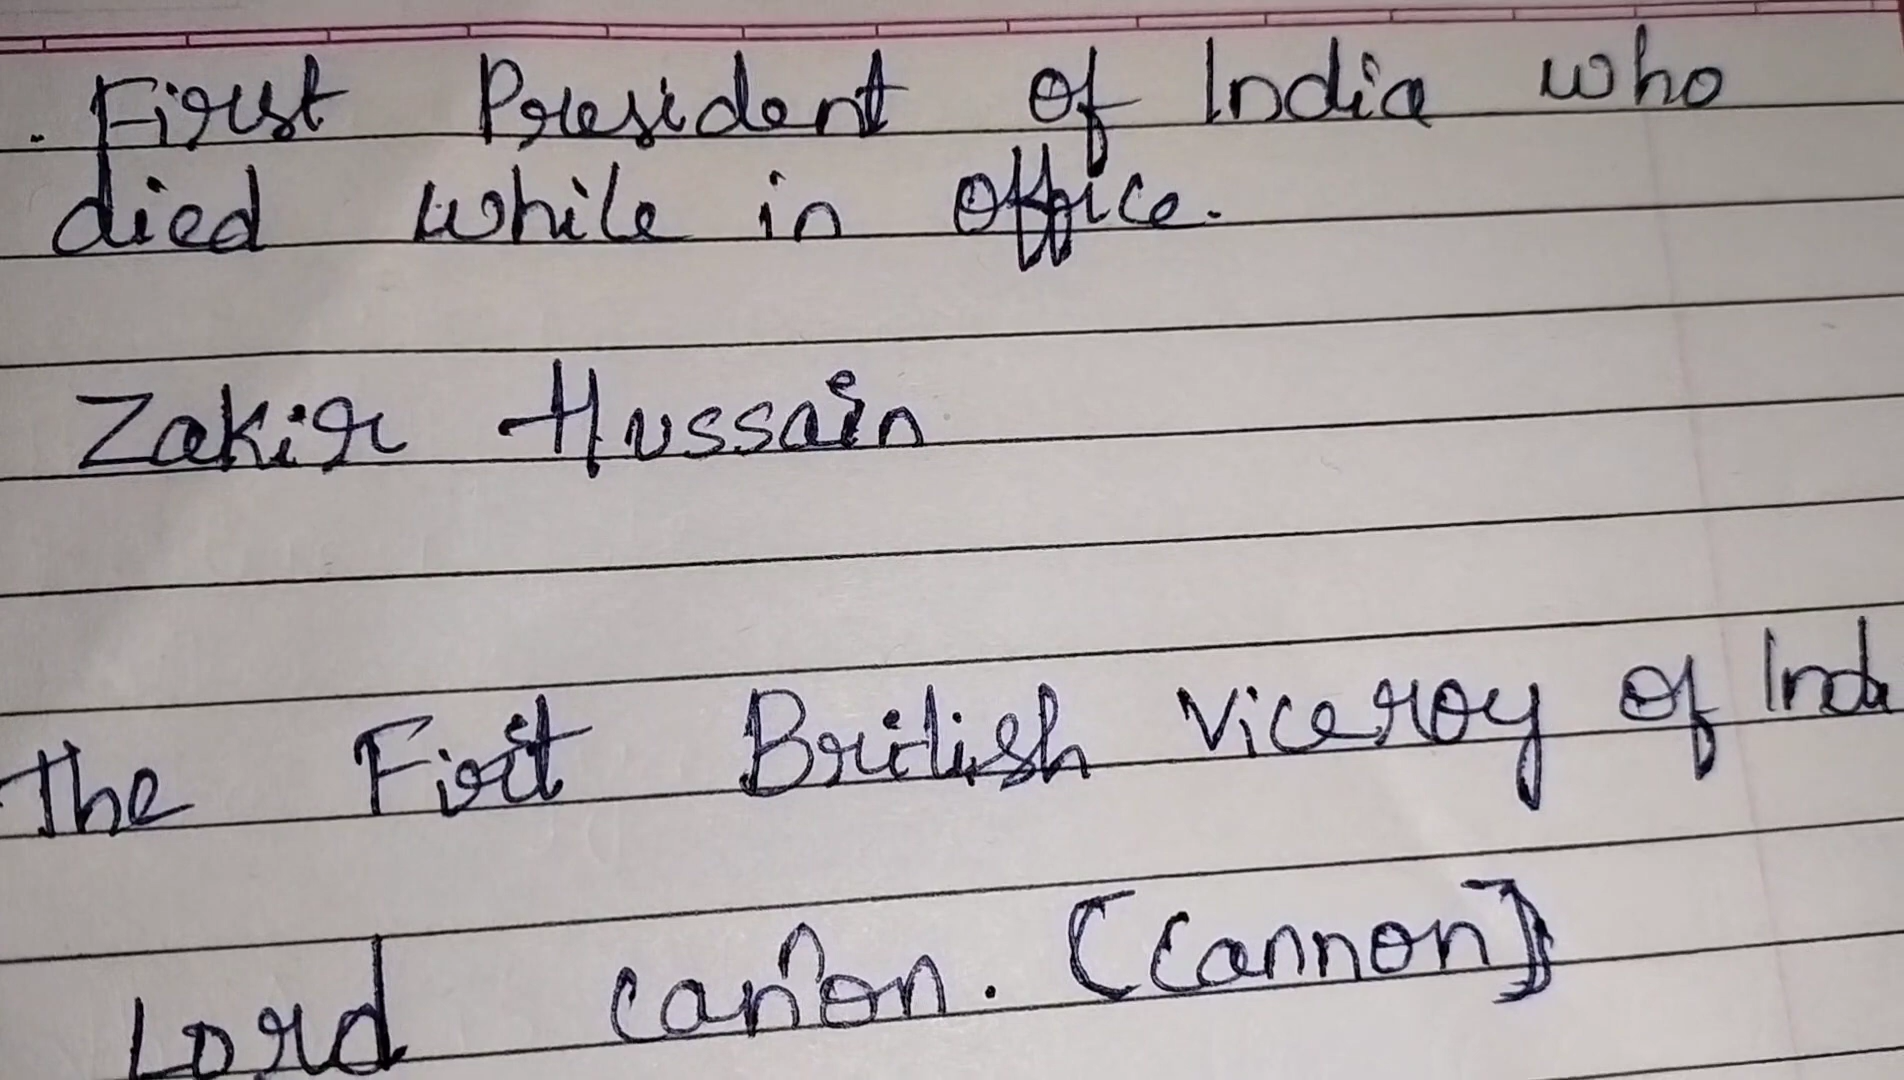 . First President of India who
died while in office.
Zakir Hussain
The First British Viceroy of Indi
Lord canon. [Cannon]